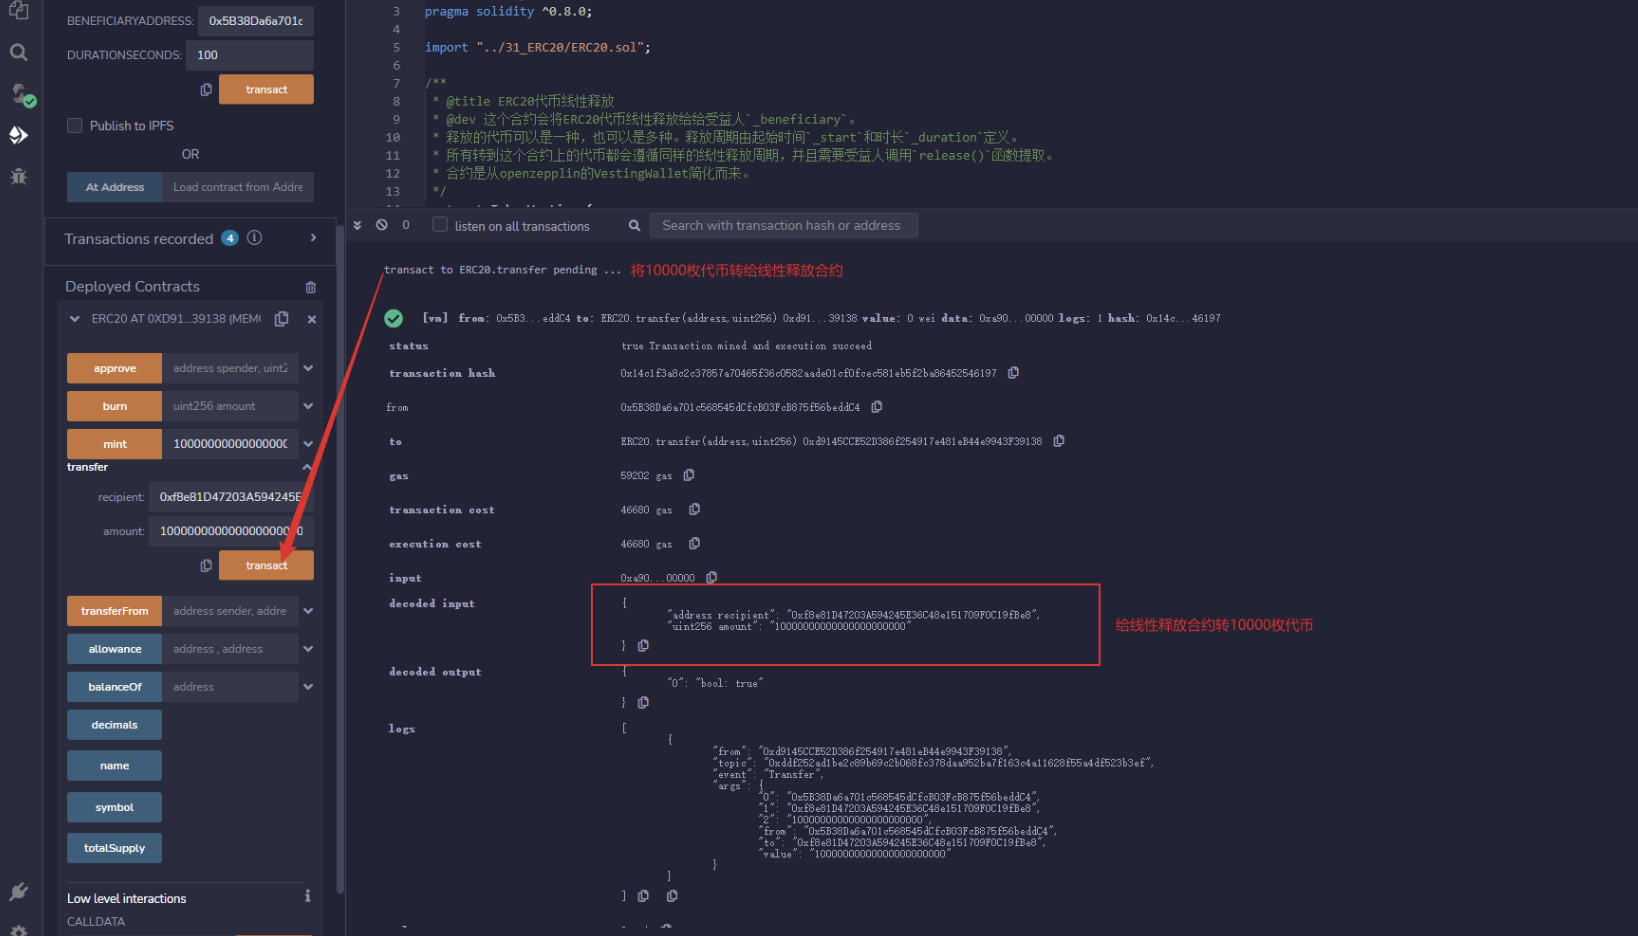 BENEFICIARYADDRESS: 0x5B38Da6a701c
DURATIONSECONDS: 100
transact
Publish to IPFS
OR
At Address Load contract from Addre
Transactions recorded 4
Deployed Contracts
ERC20 AT 0XD91...39138 (MEM
approve address spender, uint2
burn uint256 amount
mint 1000000000000000000C
transfer
recipient: 0xf8e81D47203A594245E
amount:
transact
transferFrom address sender, addre
allowance address , address
balanceOf address
decimals
name
symbol
totalSupply
Low level interactions
CALLDATA
3 pragma solidity ^0.8.0;
4
5 import "../31_ERC20/ERC20.sol";
6
7 /**
8 * @title ERC20代币线性释放
9 * @dev 这个合约会将ERC20代币线性释放给给受益人`_beneficiary`。
10 * 释放的代币可以是一种，也可以是多种。释放周期由起始时间`_start`和时长`_duration`定义。
11 * 所有转到这个合约上的代币都会遵循同样的线性释放周期，并且需要受益人调用`release()`函数提取。
12 * 合约是从openzepplin的VestingWallet简化而来。
13 */
0 listen on all transactions Search with transaction hash or address
transact to ERC20.transfer pending ... 将10000枚代币转给线性释放合约
[vm] from: 0x5B3...eddC4 to: ERC20.transfer(address,uint256) 0xd91...39138 value: 0 wei data: 0xa90...00000 logs: 1 hash: 0x14c...46197
status true Transaction mined and execution succeed
transaction hash 0x14c1f3a8c2c37857a70465f36c0582aade01cf0fcec581eb5f2ba86452546197
from 0x5B38Da6a701c568545dCfcB03FcB875f56beddC4
to ERC20.transfer(address,uint256) 0xd9145CCE52D386f254917e481eB44e9943F39138
gas 59202 gas
transaction cost 46680 gas
execution cost 46680 gas
input 0xa90...00000
decoded input {
"address recipient": "0xf8e81D47203A594245E36C48e151709F0C19fBe8",
"uint256 amount": "10000000000000000000000"
}
给线性释放合约转10000枚代币
decoded output {
"0": "bool: true"
}
logs [
{
"from": "0xd9145CCE52D386f254917e481eB44e9943F39138",
"topic": "0xddf252ad1be2c89b69c2b068fc378daa952ba7f163c4a11628f55a4df523b3ef",
"event": "Transfer",
"args": {
"0": "0x5B38Da6a701c568545dCfcB03FcB875f56beddC4",
"1": "0xf8e81D47203A594245E36C48e151709F0C19fBe8",
"2": "10000000000000000000000",
"from": "0x5B38Da6a701c568545dCfcB03FcB875f56beddC4",
"to": "0xf8e81D47203A594245E36C48e151709F0C19fBe8",
"value": "10000000000000000000000"
}
}
]